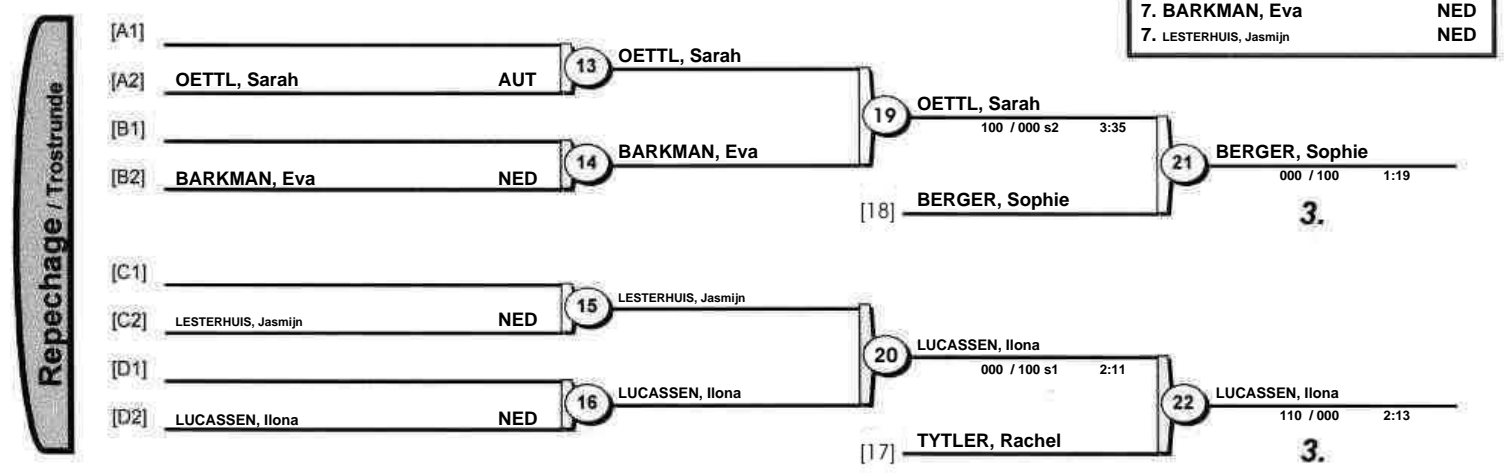 7. BARKMAN, Eva NED
7. LESTERHUIS, Jasmijn NED
Repechage / Trostrunde
[A1]
[A2] OETTL, Sarah AUT
13 OETTL, Sarah
[B1]
[B2] BARKMAN, Eva NED
14 BARKMAN, Eva
19 OETTL, Sarah
100 / 000 s2 3:35
[18] BERGER, Sophie
21 BERGER, Sophie
000 / 100 1:19
3.
[C1]
[C2] LESTERHUIS, Jasmijn NED
15 LESTERHUIS, Jasmijn
[D1]
[D2] LUCASSEN, Ilona NED
16 LUCASSEN, Ilona
20 LUCASSEN, Ilona
000 / 100 s1 2:11
[17] TYTLER, Rachel
22 LUCASSEN, Ilona
110 / 000 2:13
3.